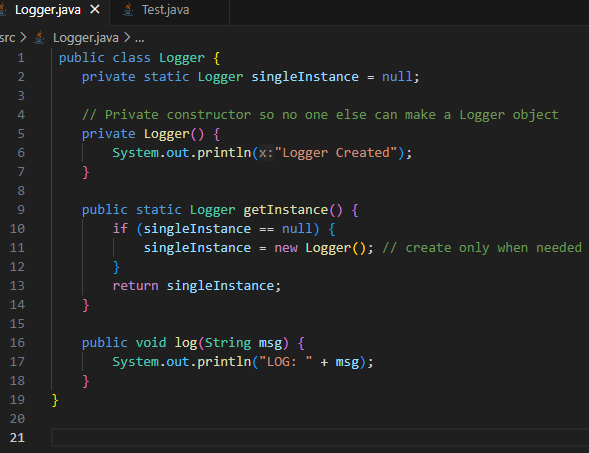 Logger.java X Test.java
src > Logger.java > ...
1 public class Logger {
2 private static Logger singleInstance = null;
3
4 // Private constructor so no one else can make a Logger object
5 private Logger() {
6 System.out.println(x:"Logger Created");
7 }
8
9 public static Logger getInstance() {
10 if (singleInstance == null) {
11 singleInstance = new Logger(); // create only when needed
12 }
13 return singleInstance;
14 }
15
16 public void log(String msg) {
17 System.out.println("LOG: " + msg);
18 }
19 }
20
21